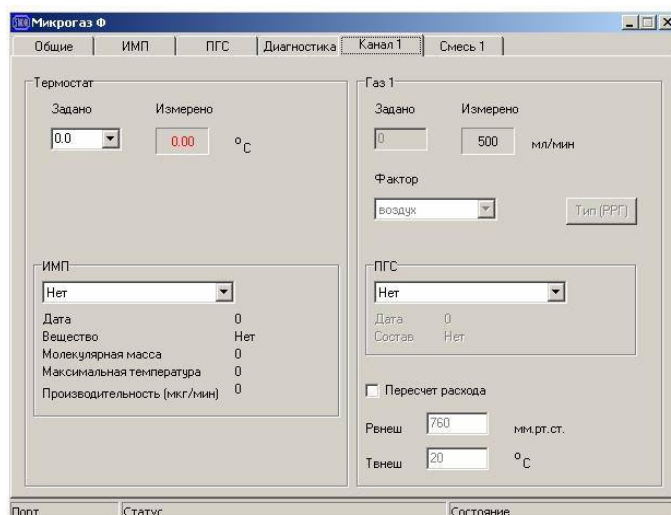 Микрогаз Ф
Общие ИМП ПГС Диагностика Канал 1 Смесь 1
Термостат
Задано Измерено
0.0 0.00 °C
ИМП
Нет
Дата 0
Вещество Нет
Молекулярная масса 0
Максимальная температура 0
Производительность (мкг/мин) 0
Газ 1
Задано Измерено
0 500 мл/мин
Фактор
воздух Тип (РРГ)
ПГС
Нет
Дата 0
Состав Нет
Пересчет расхода
Pвнеш 760 мм.рт.ст.
Tвнеш 20 °C
Порт Статус Состояние